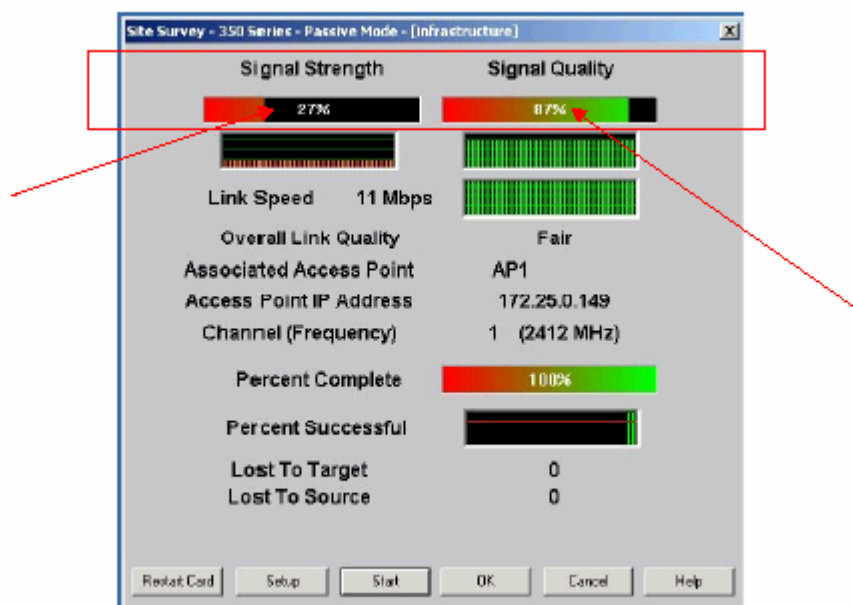 Site Survey - 350 Series - Passive Mode - [infrastructure]
Signal Strength Signal Quality
27% 87%
Link Speed 11 Mbps
Overall Link Quality Fair
Associated Access Point AP1
Access Point IP Address 172.25.0.149
Channel (Frequency) 1 (2412 MHz)
Percent Complete 100%
Percent Successful
Lost To Target 0
Lost To Source 0
Restart Card Setup Start OK Cancel Help